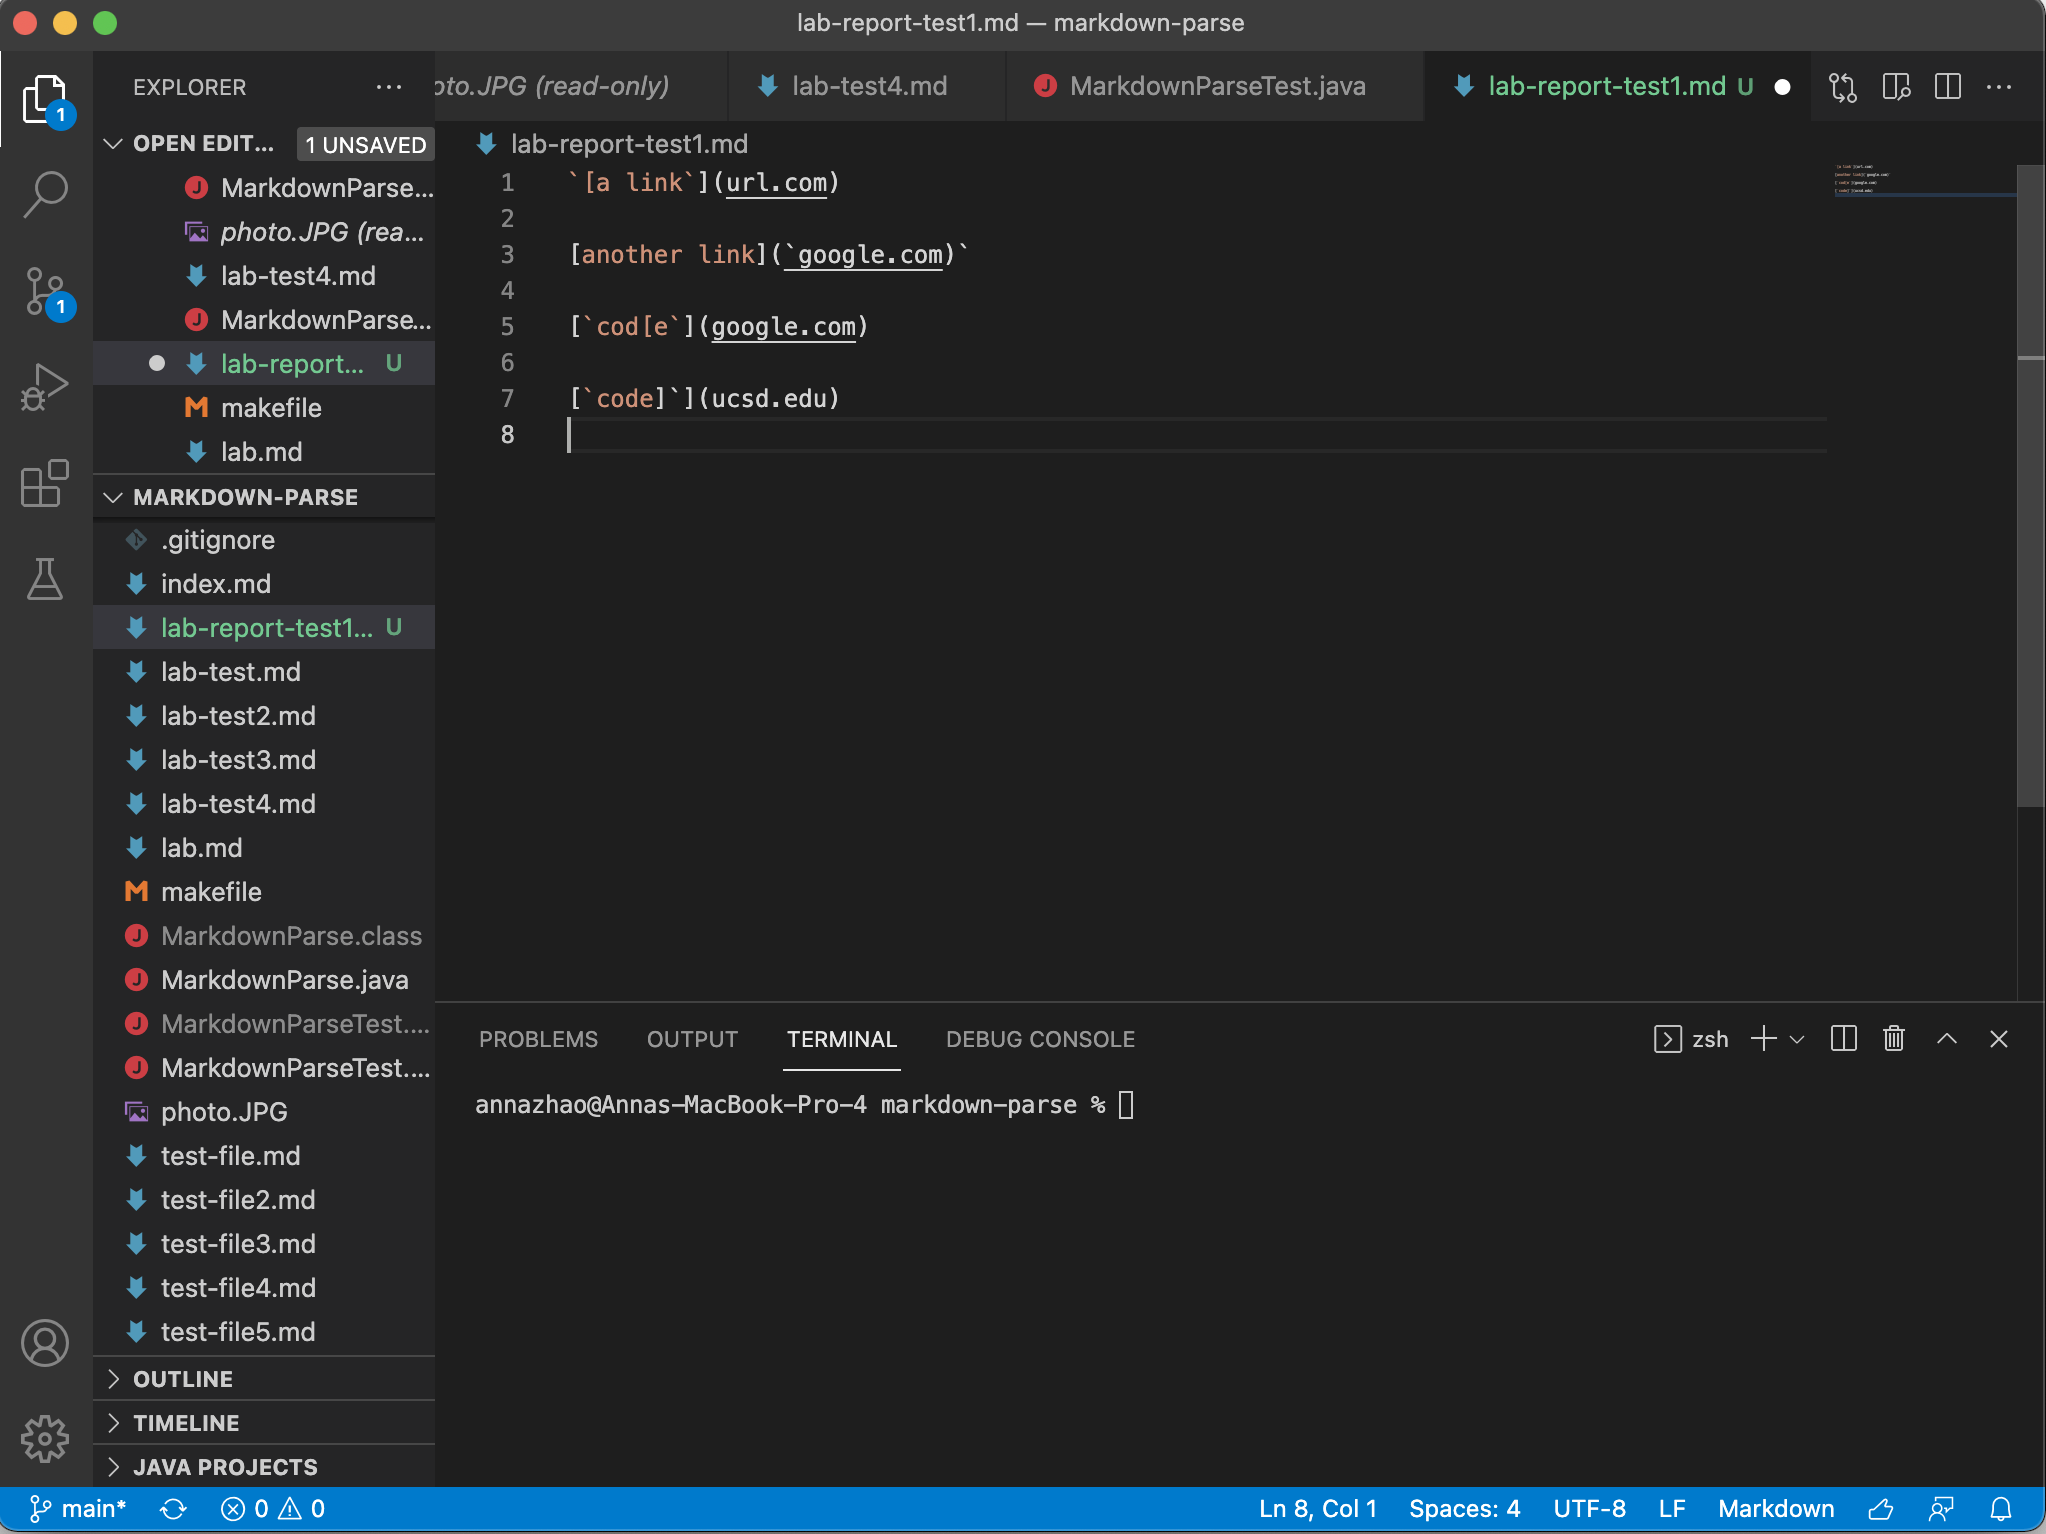 lab-report-test1.md — markdown-parse
EXPLORER
OPEN EDIT... 1 UNSAVED
MarkdownParse...
photo.JPG (rea...
lab-test4.md
MarkdownParse...
lab-report... U
makefile
lab.md
MARKDOWN-PARSE
.gitignore
index.md
lab-report-test1... U
lab-test.md
lab-test2.md
lab-test3.md
lab-test4.md
lab.md
makefile
MarkdownParse.class
MarkdownParse.java
MarkdownParseTest....
MarkdownParseTest....
photo.JPG
test-file.md
test-file2.md
test-file3.md
test-file4.md
test-file5.md
OUTLINE
TIMELINE
JAVA PROJECTS
1
1
oto.JPG (read-only) lab-test4.md MarkdownParseTest.java lab-report-test1.md U
lab-report-test1.md
1 `[a link`](url.com)
2
3 [another link](`google.com)`
4
5 [`cod[e`](google.com)
6
7 [`code]`](ucsd.edu)
8
PROBLEMS OUTPUT TERMINAL DEBUG CONSOLE zsh
annazhao@Annas-MacBook-Pro-4 markdown-parse %
main* 0 0 Ln 8, Col 1 Spaces: 4 UTF-8 LF Markdown